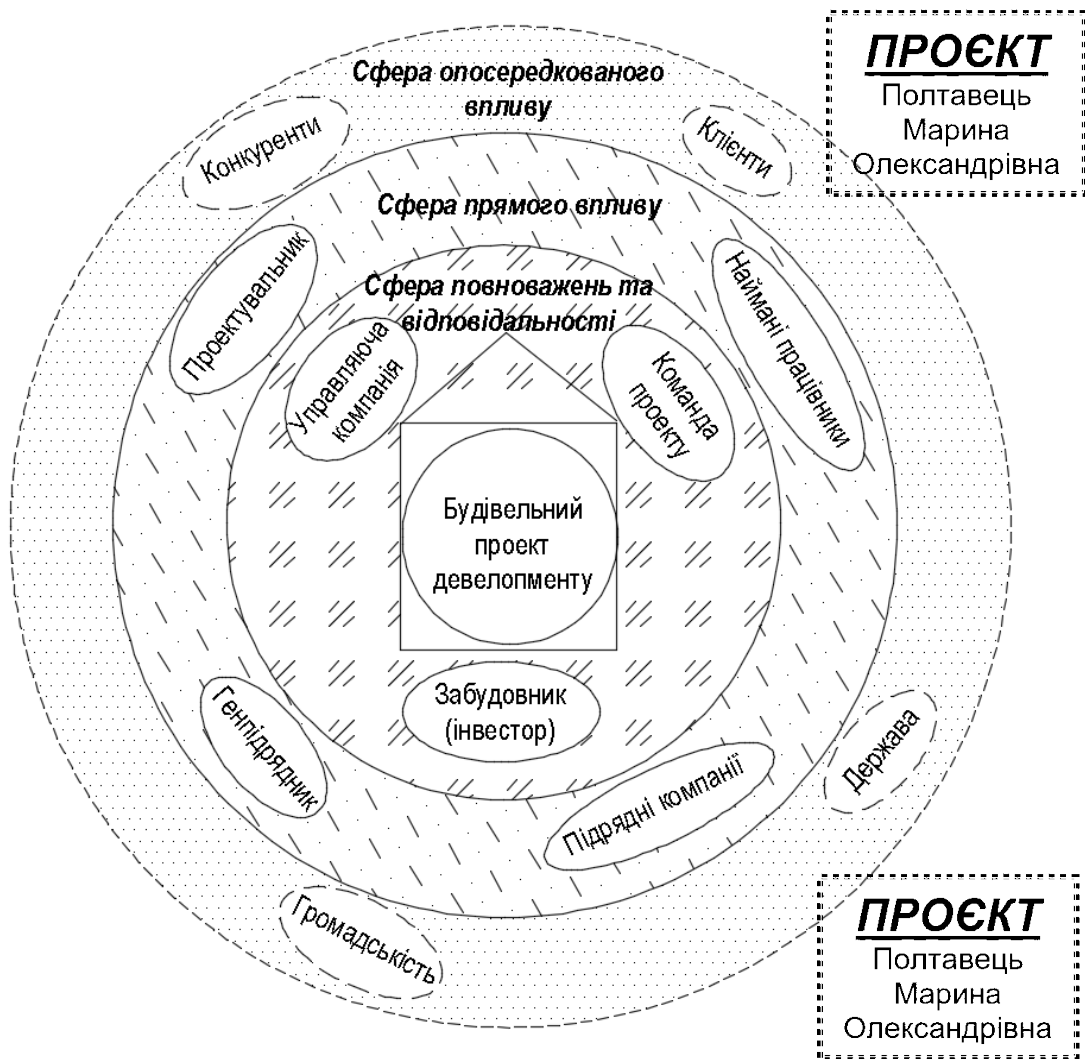 ПРОЄКТ
Полтавець
Марина
Олександрівна
Сфера опосередкованого
впливу
Конкуренти
Клієнти
Сфера прямого впливу
Проектувальник
Наймані працівники
Сфера повноважень та
відповідальності
Управляюча
компанія
Команда
проекту
Будівельний
проект
девелопменту
Забудовник
(інвестор)
Генпідрядник
Підрядні компанії
Держава
Громадськість
ПРОЄКТ
Полтавець
Марина
Олександрівна